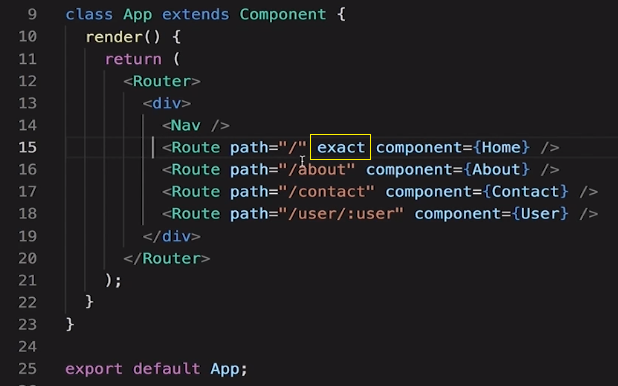 9 class App extends Component {
10 render() {
11 return (
12 <Router>
13 <div>
14 <Nav />
15 <Route path="/" exact component={Home} />
16 <Route path="/about" component={About} />
17 <Route path="/contact" component={Contact} />
18 <Route path="/user/:user" component={User} />
19 </div>
20 </Router>
21 );
22 }
23 }
24
25 export default App;